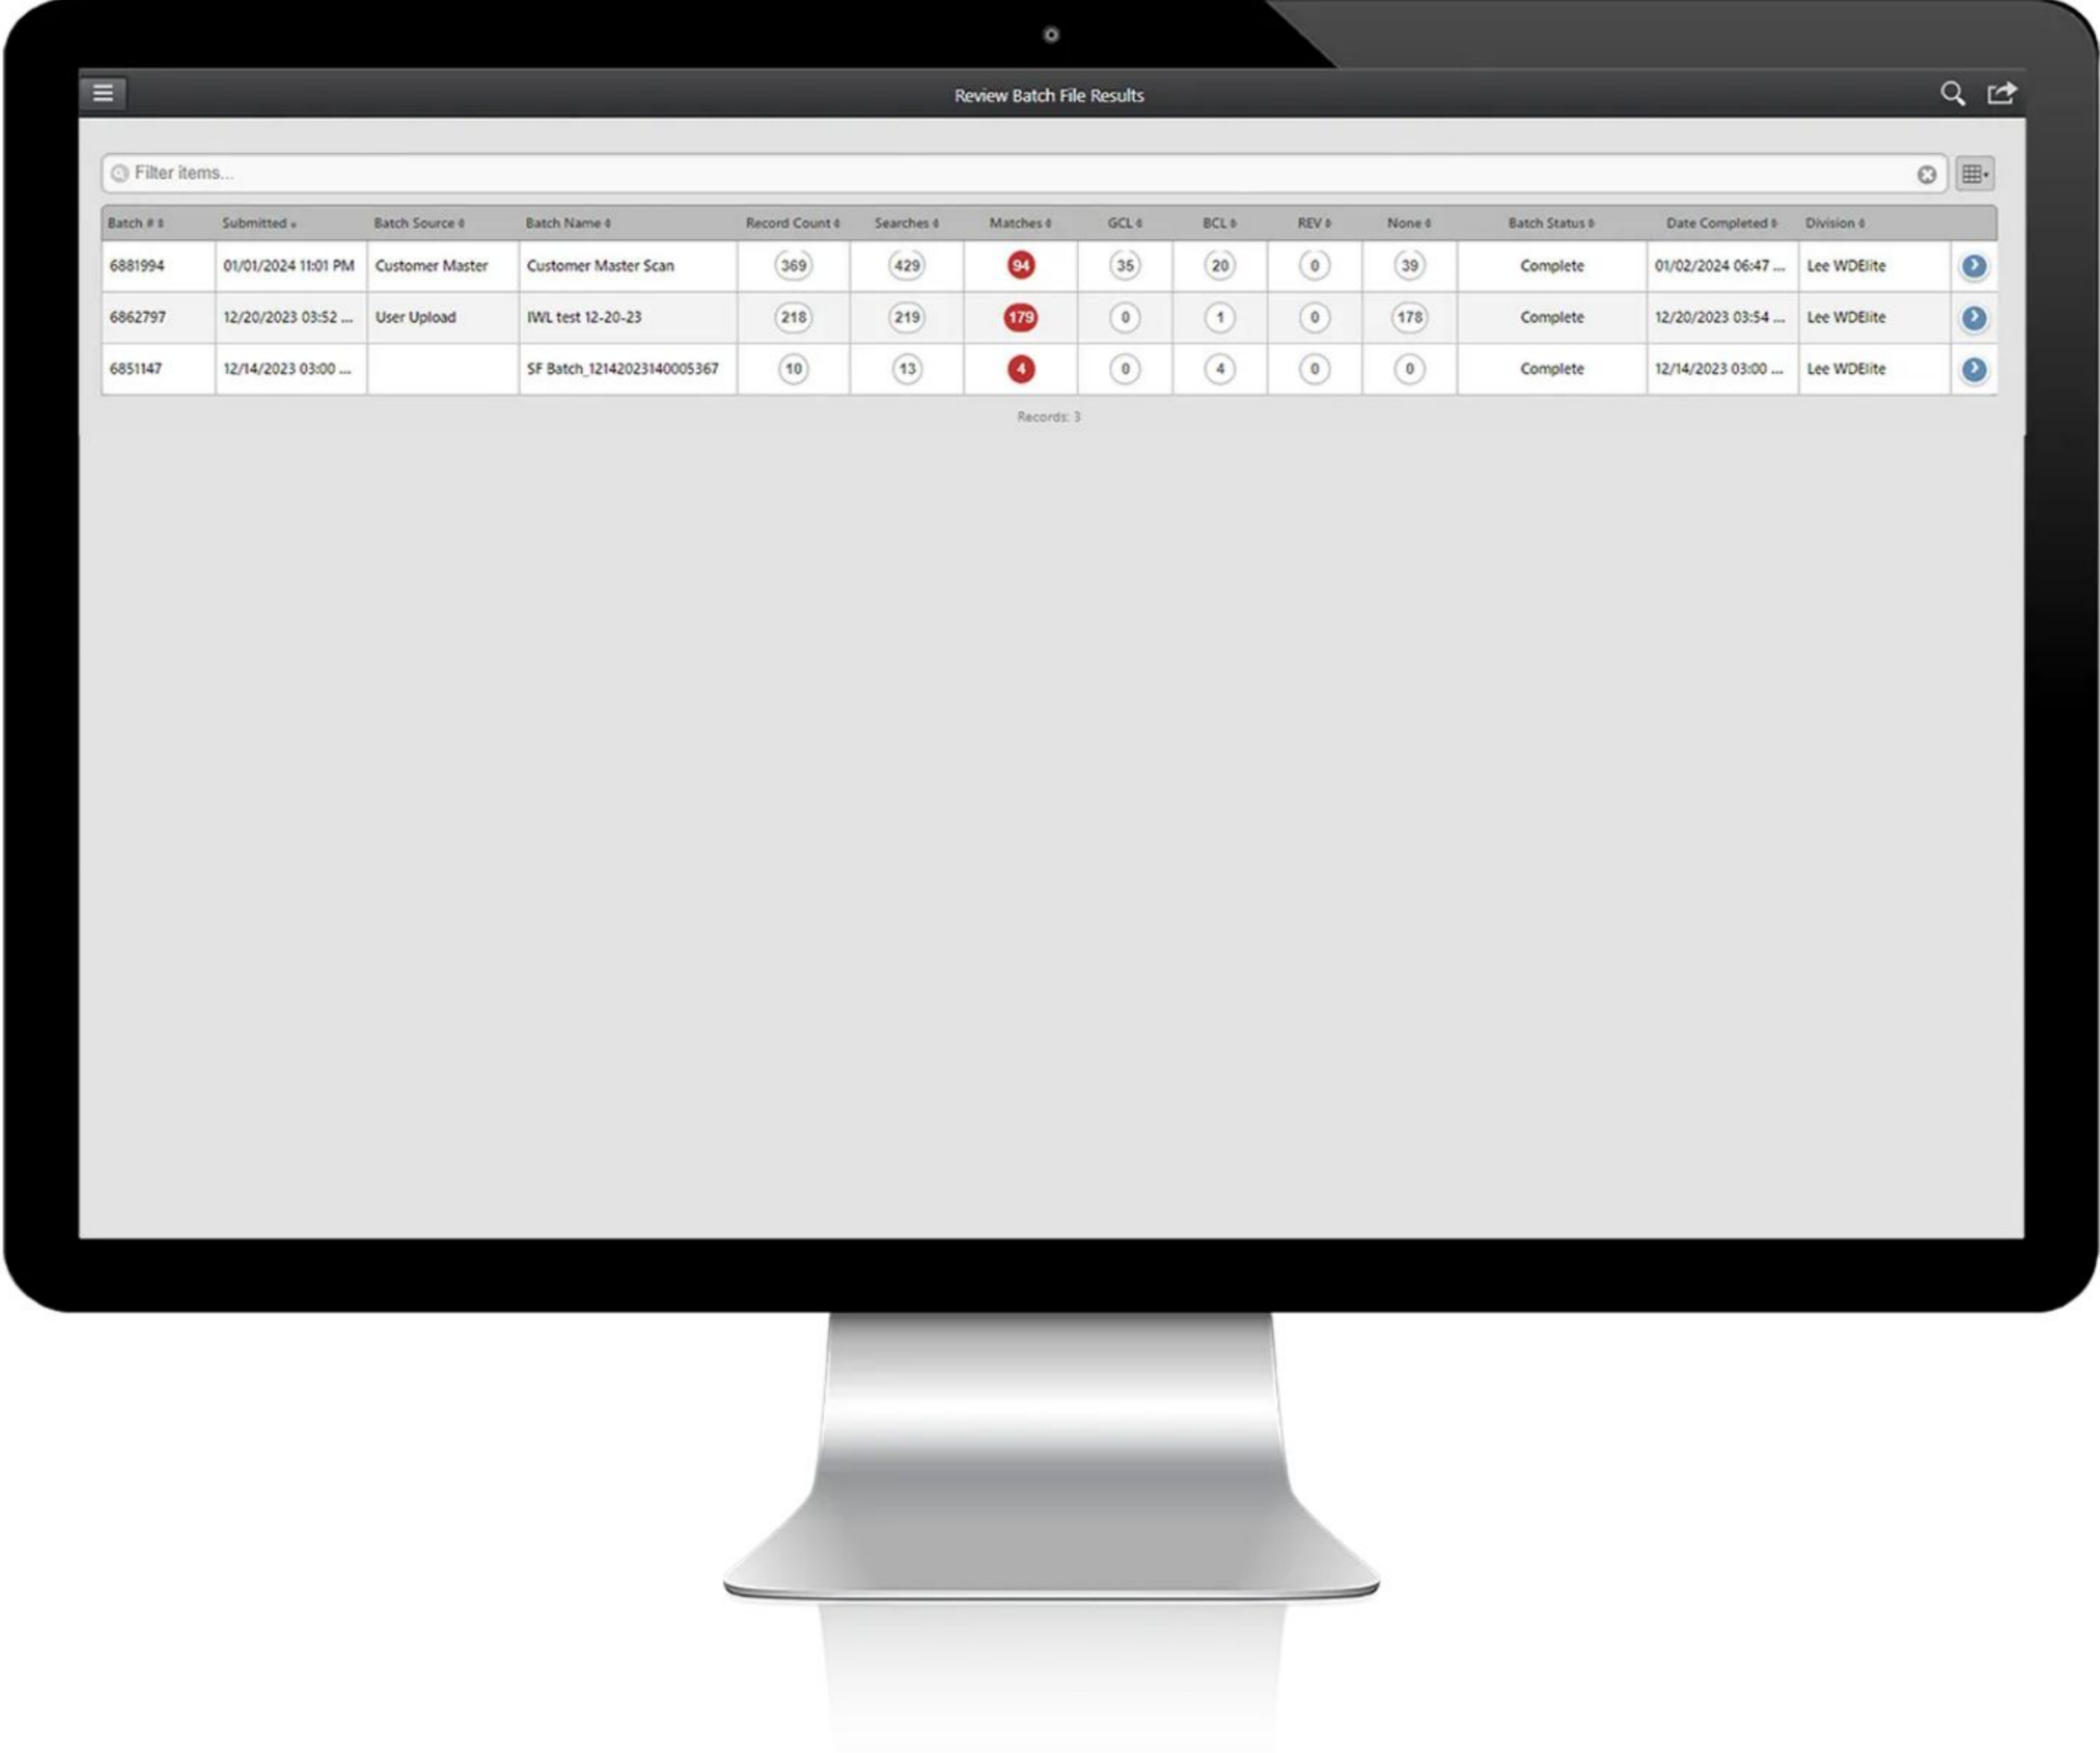 Review Batch File Results
Filter items...
Batch # Submitted Batch Source Batch Name Record Count Searches Matches GCL BCL REV None Batch Status Date Completed Division
6881994 01/01/2024 11:01 PM Customer Master Customer Master Scan 369 429 94 35 20 0 39 Complete 01/02/2024 06:47 ... Lee WDElite
6862797 12/20/2023 03:52 ... User Upload IWL test 12-20-23 218 219 179 0 1 0 178 Complete 12/20/2023 03:54 ... Lee WDElite
6851147 12/14/2023 03:00 ... SF Batch_12142023140005367 10 13 4 0 4 0 0 Complete 12/14/2023 03:00 ... Lee WDElite
Records: 3